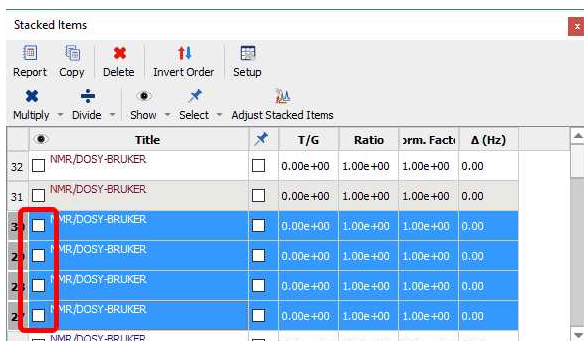 Stacked Items
x
Report Copy Delete Invert Order Setup
Multiply Divide Show Select Adjust Stacked Items
Title T/G Ratio orm. Facto Δ (Hz)
32 NMR/DOSY-BRUKER 0.00e+00 1.00e+00 1.00e+00 0.00
31 NMR/DOSY-BRUKER 0.00e+00 1.00e+00 1.00e+00 0.00
NMR/DOSY-BRUKER 0.00e+00 1.00e+00 1.00e+00 0.00
NMR/DOSY-BRUKER 0.00e+00 1.00e+00 1.00e+00 0.00
NMR/DOSY-BRUKER 0.00e+00 1.00e+00 1.00e+00 0.00
NMR/DOSY-BRUKER 0.00e+00 1.00e+00 1.00e+00 0.00
NMR/DOSY-BRUKER